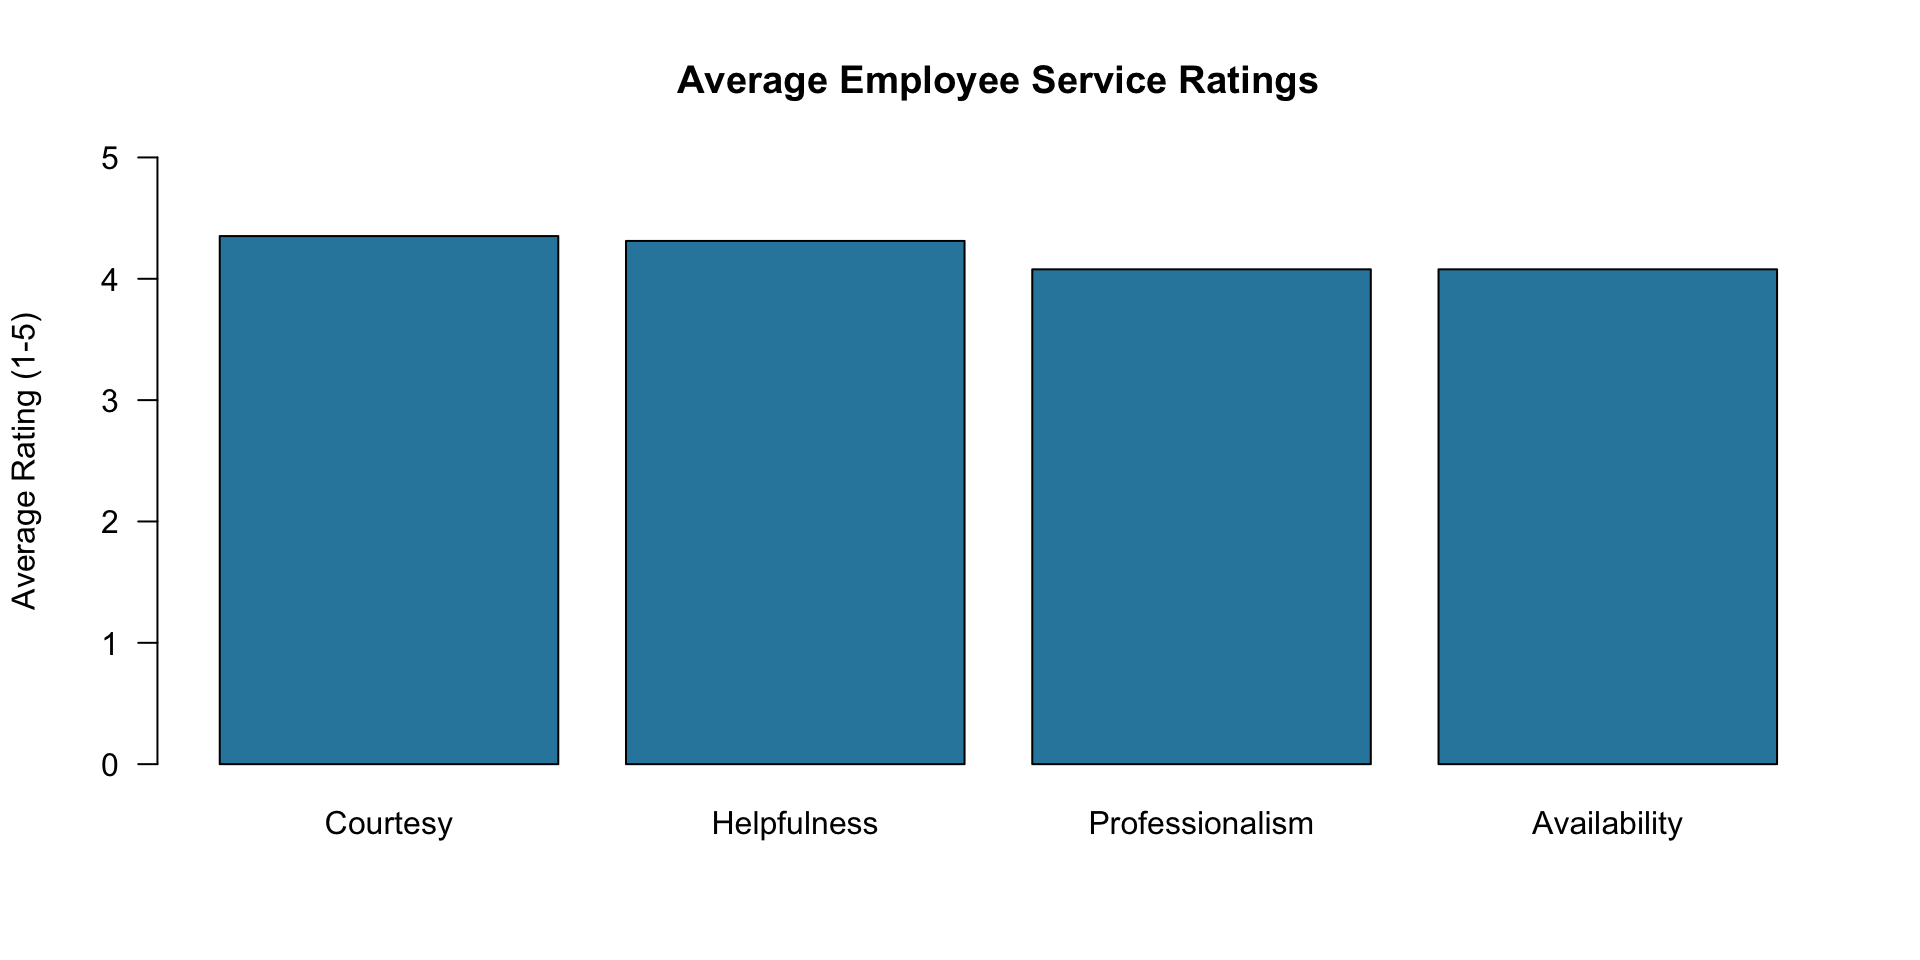 Average Employee Service Ratings
Average Rating (1-5)
5
4
3
2
1
0
Courtesy Helpfulness Professionalism Availability